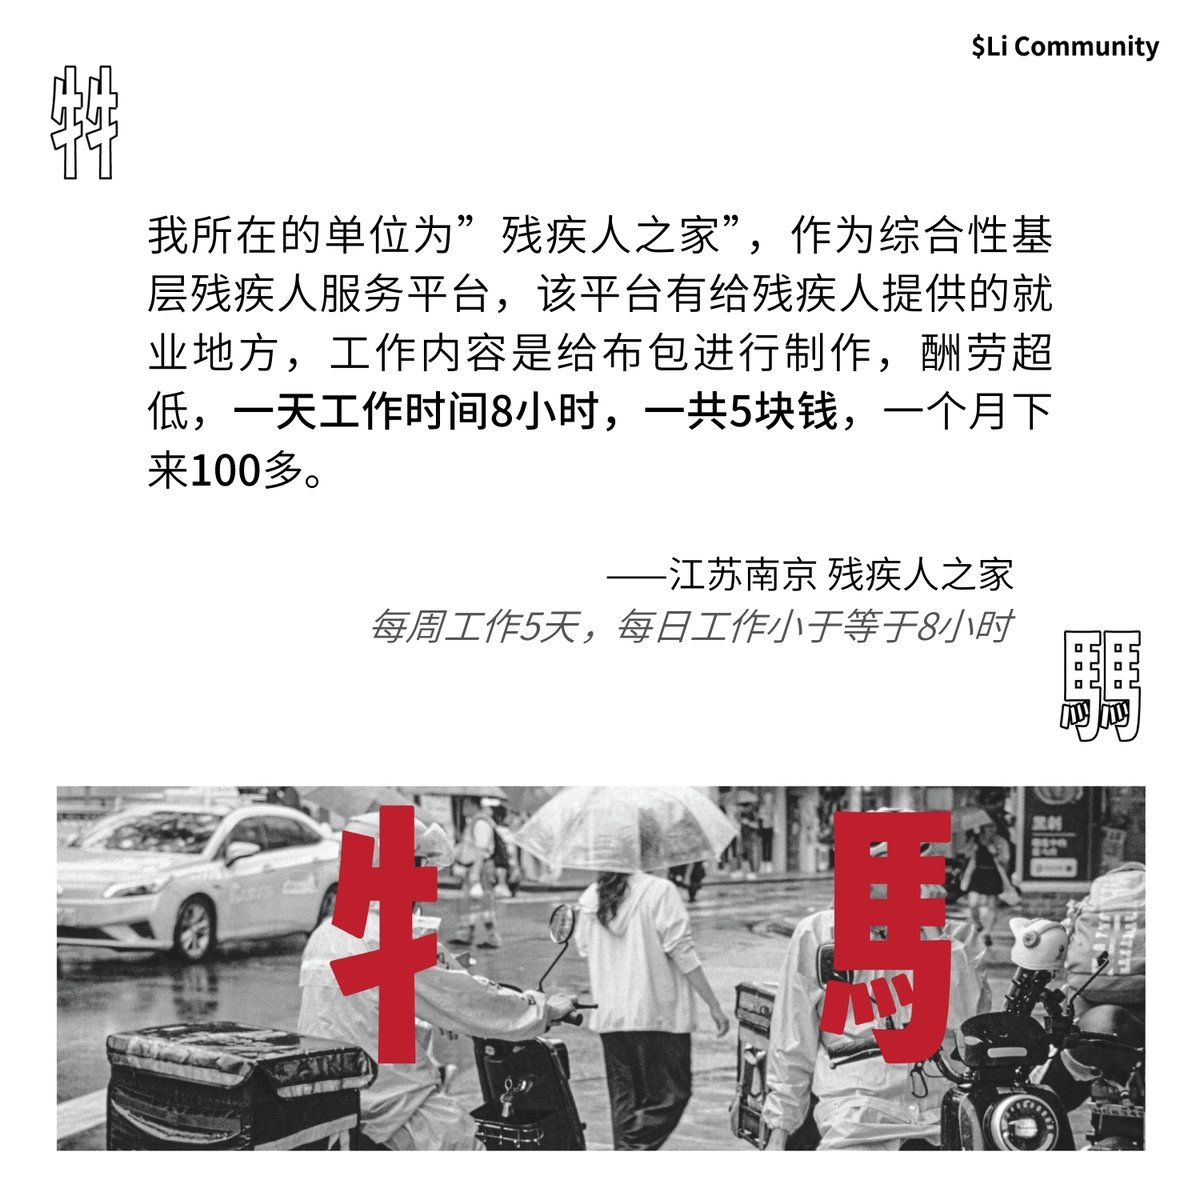 $Li Community
牜牜
我所在的单位为”残疾人之家”，作为综合性基
层残疾人服务平台，该平台有给残疾人提供的就
业地方，工作内容是给布包进行制作，酬劳超
低，一天工作时间8小时，一共5块钱，一个月下
来100多。
——江苏南京 残疾人之家
每周工作5天，每日工作小于等于8小时
馬馬
牜 馬